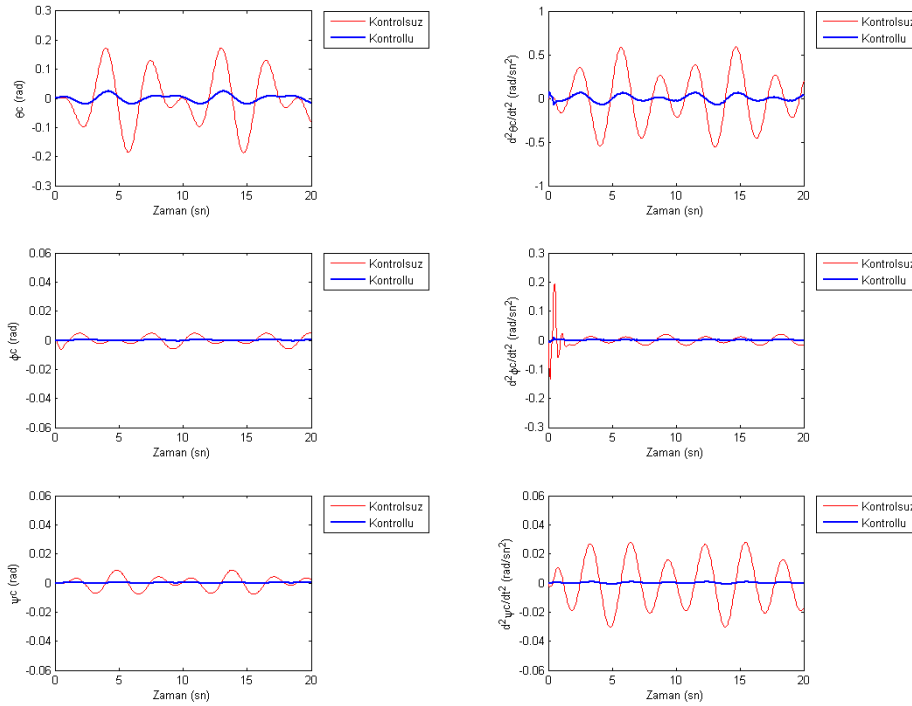 0.3
0.2
0.1
0
-0.1
-0.2
-0.3
θc (rad)
0 5 10 15 20
Zaman (sn)
Kontrolsuz
Kontrollu
1
0.5
0
-0.5
-1
d²θc/dt² (rad/sn²)
0 5 10 15 20
Zaman (sn)
Kontrolsuz
Kontrollu
0.06
0.04
0.02
0
-0.02
-0.04
-0.06
ϕc (rad)
0 5 10 15 20
Zaman (sn)
Kontrolsuz
Kontrollu
0.3
0.2
0.1
0
-0.1
-0.2
-0.3
d²ϕc/dt² (rad/sn²)
0 5 10 15 20
Zaman (sn)
Kontrolsuz
Kontrollu
0.06
0.04
0.02
0
-0.02
-0.04
-0.06
ψc (rad)
0 5 10 15 20
Zaman (sn)
Kontrolsuz
Kontrollu
0.06
0.04
0.02
0
-0.02
-0.04
-0.06
d²ψc/dt² (rad/sn²)
0 5 10 15 20
Zaman (sn)
Kontrolsuz
Kontrollu